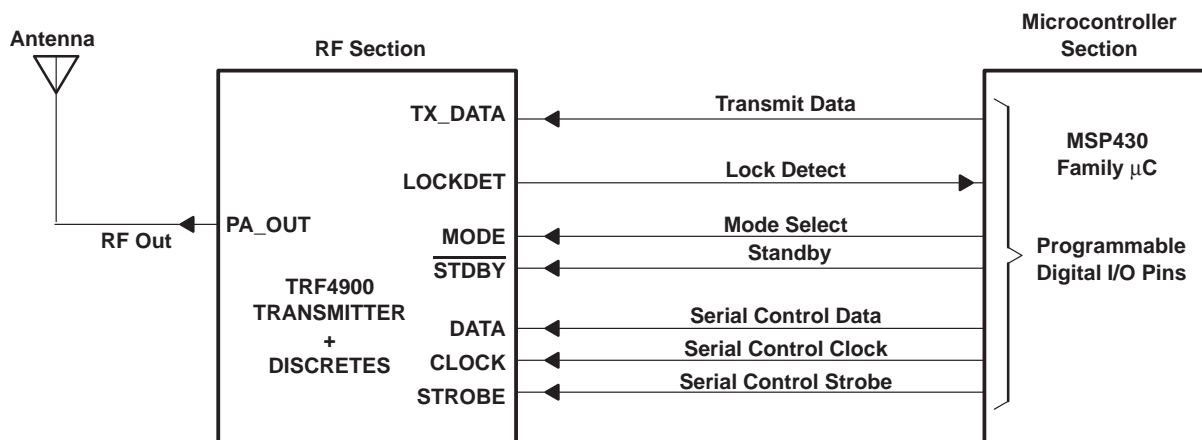 Antenna
RF Section
Microcontroller
Section
TX_DATA
Transmit Data
MSP430
Family μC
LOCKDET
Lock Detect
PA_OUT
RF Out
MODE
Mode Select
STDBY
Standby
Programmable
Digital I/O Pins
TRF4900
TRANSMITTER
+
DISCRETES
DATA
Serial Control Data
CLOCK
Serial Control Clock
STROBE
Serial Control Strobe